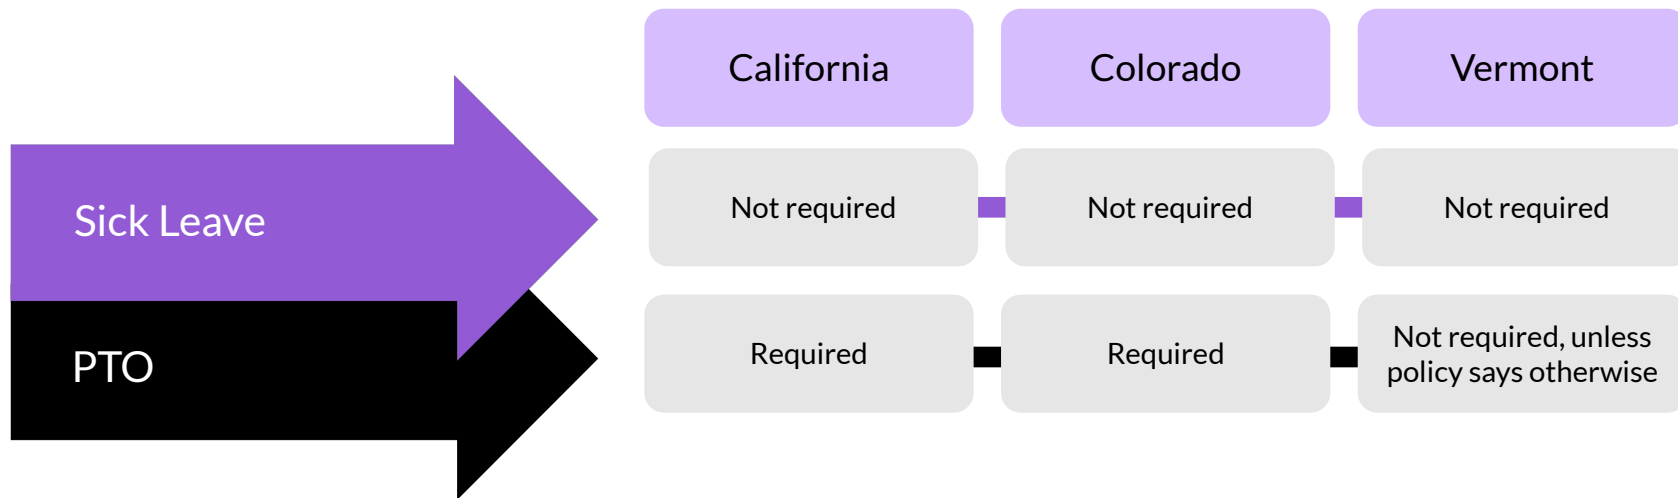 California
Colorado
Vermont
Sick Leave
Not required
Not required
Not required
PTO
Required
Required
Not required, unless
policy says otherwise